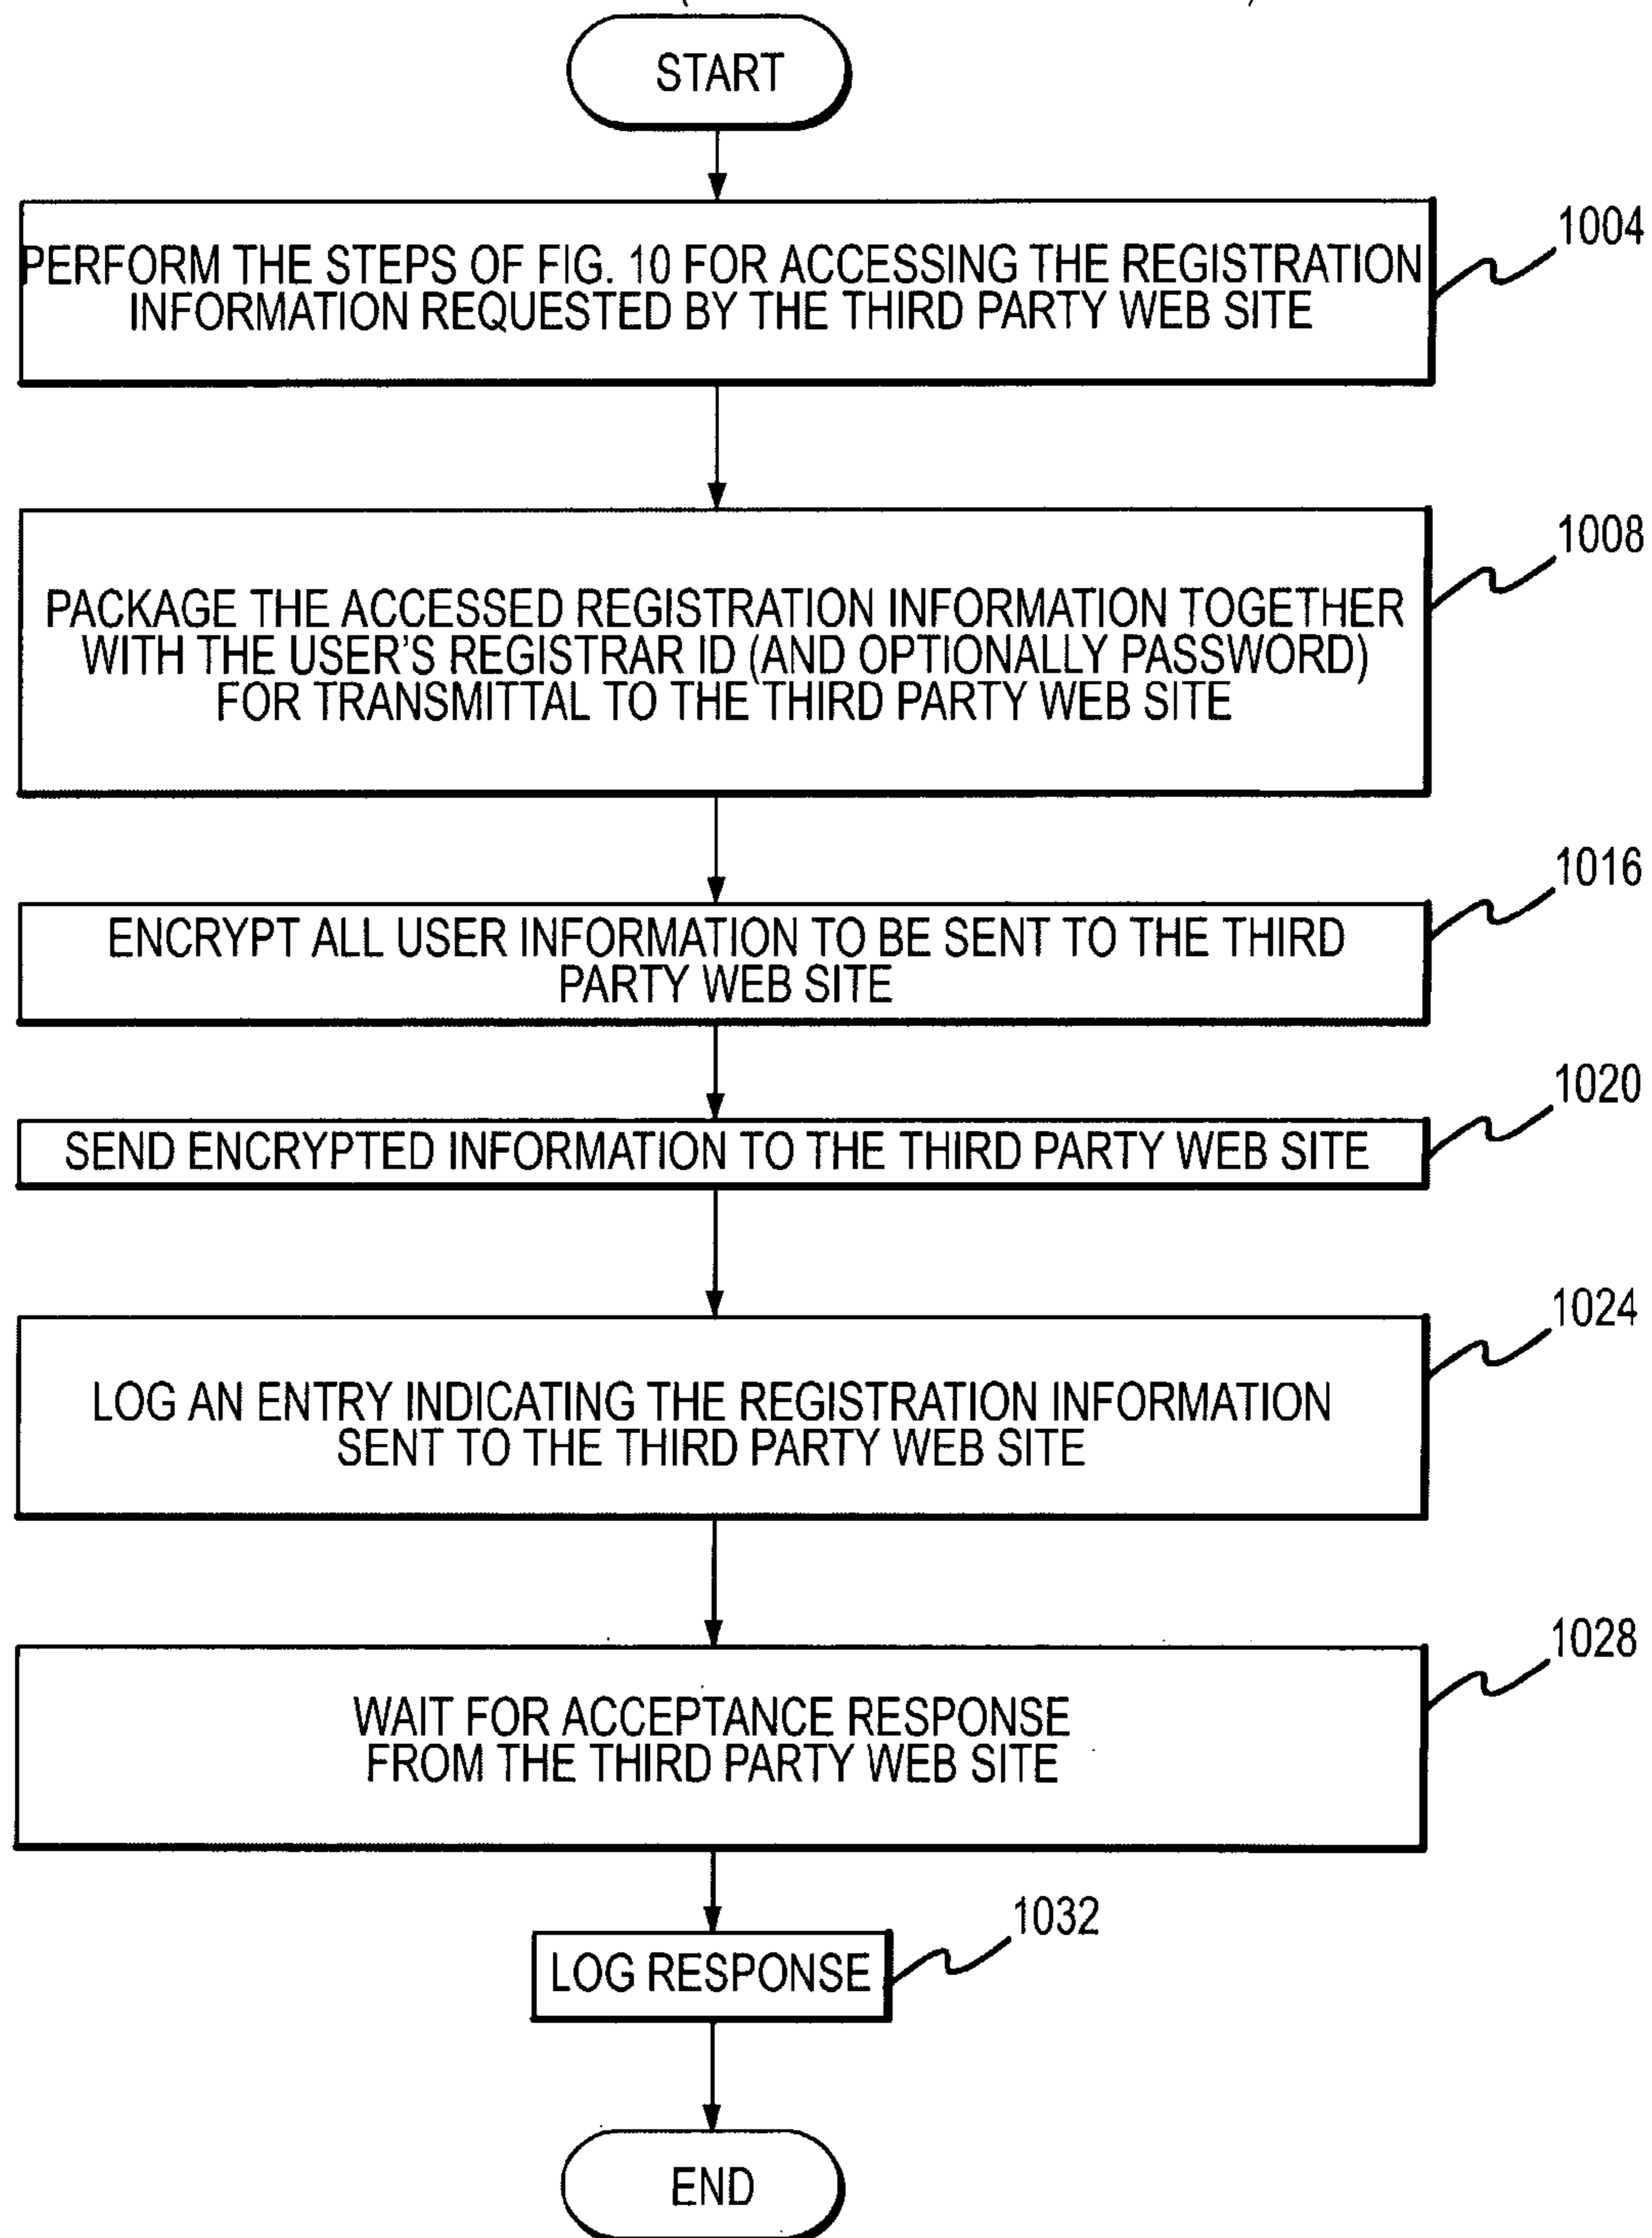 START
PERFORM THE STEPS OF FIG. 10 FOR ACCESSING THE REGISTRATION
INFORMATION REQUESTED BY THE THIRD PARTY WEB SITE
1004
PACKAGE THE ACCESSED REGISTRATION INFORMATION TOGETHER
WITH THE USER'S REGISTRAR ID (AND OPTIONALLY PASSWORD)
FOR TRANSMITTAL TO THE THIRD PARTY WEB SITE
1008
ENCRYPT ALL USER INFORMATION TO BE SENT TO THE THIRD
PARTY WEB SITE
1016
SEND ENCRYPTED INFORMATION TO THE THIRD PARTY WEB SITE
1020
LOG AN ENTRY INDICATING THE REGISTRATION INFORMATION
SENT TO THE THIRD PARTY WEB SITE
1024
WAIT FOR ACCEPTANCE RESPONSE
FROM THE THIRD PARTY WEB SITE
1028
LOG RESPONSE
1032
END